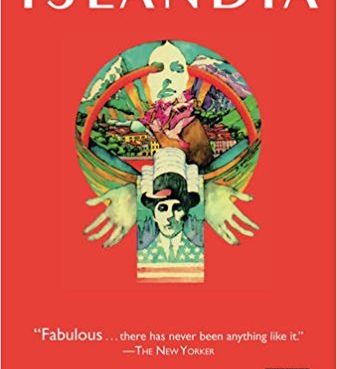 ISLANDIA
“Fabulous . . . there has never been anything like it.”
—THE NEW YORKER